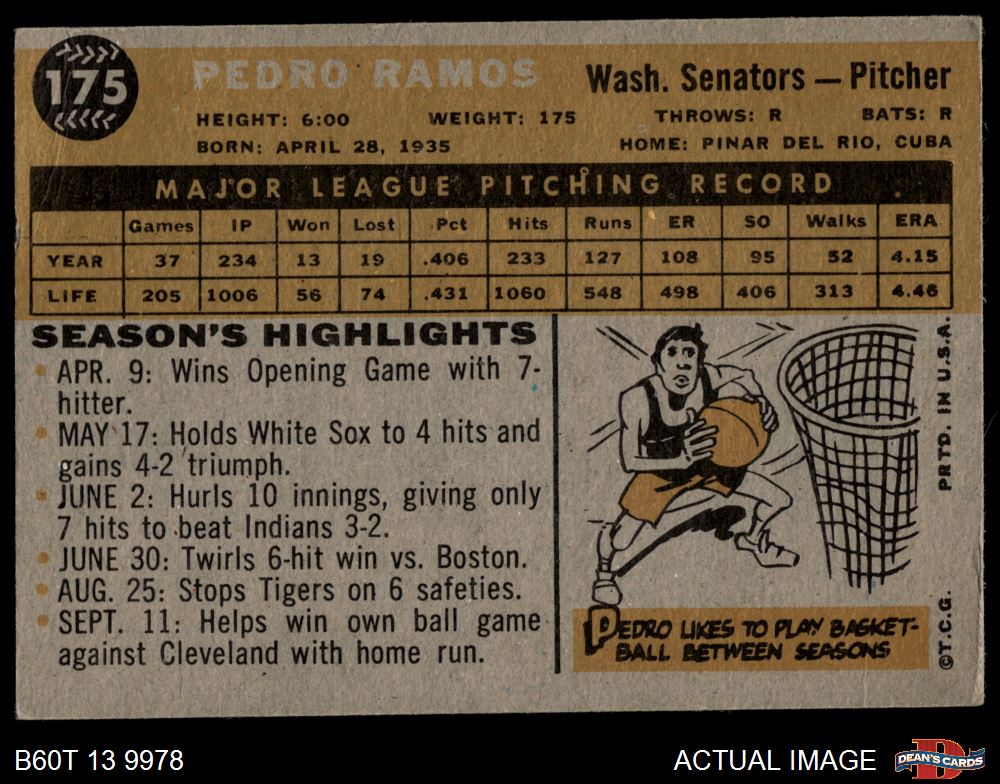 175
PEDRO RAMOS
Wash. Senators — Pitcher
HEIGHT: 6:00 WEIGHT: 175 THROWS: R BATS: R
BORN: APRIL 28, 1935 HOME: PINAR DEL RIO, CUBA
MAJOR LEAGUE PITCHING RECORD
Games IP Won Lost Pct Hits Runs ER SO Walks ERA
YEAR 37 234 13 19 .406 233 127 108 95 52 4.15
LIFE 205 1006 56 74 .431 1060 548 498 406 313 4.46
SEASON'S HIGHLIGHTS
• APR. 9: Wins Opening Game with 7-
hitter.
• MAY 17: Holds White Sox to 4 hits and
gains 4-2 triumph.
• JUNE 2: Hurls 10 innings, giving only
7 hits to beat Indians 3-2.
• JUNE 30: Twirls 6-hit win vs. Boston.
• AUG. 25: Stops Tigers on 6 safeties.
• SEPT. 11: Helps win own ball game
against Cleveland with home run.
PEDRO LIKES TO PLAY BASKET-
BALL BETWEEN SEASONS
©T.C.G. PRT'D. IN U.S.A.
B60T 13 9978
ACTUAL IMAGE
D
DEAN'S CARDS